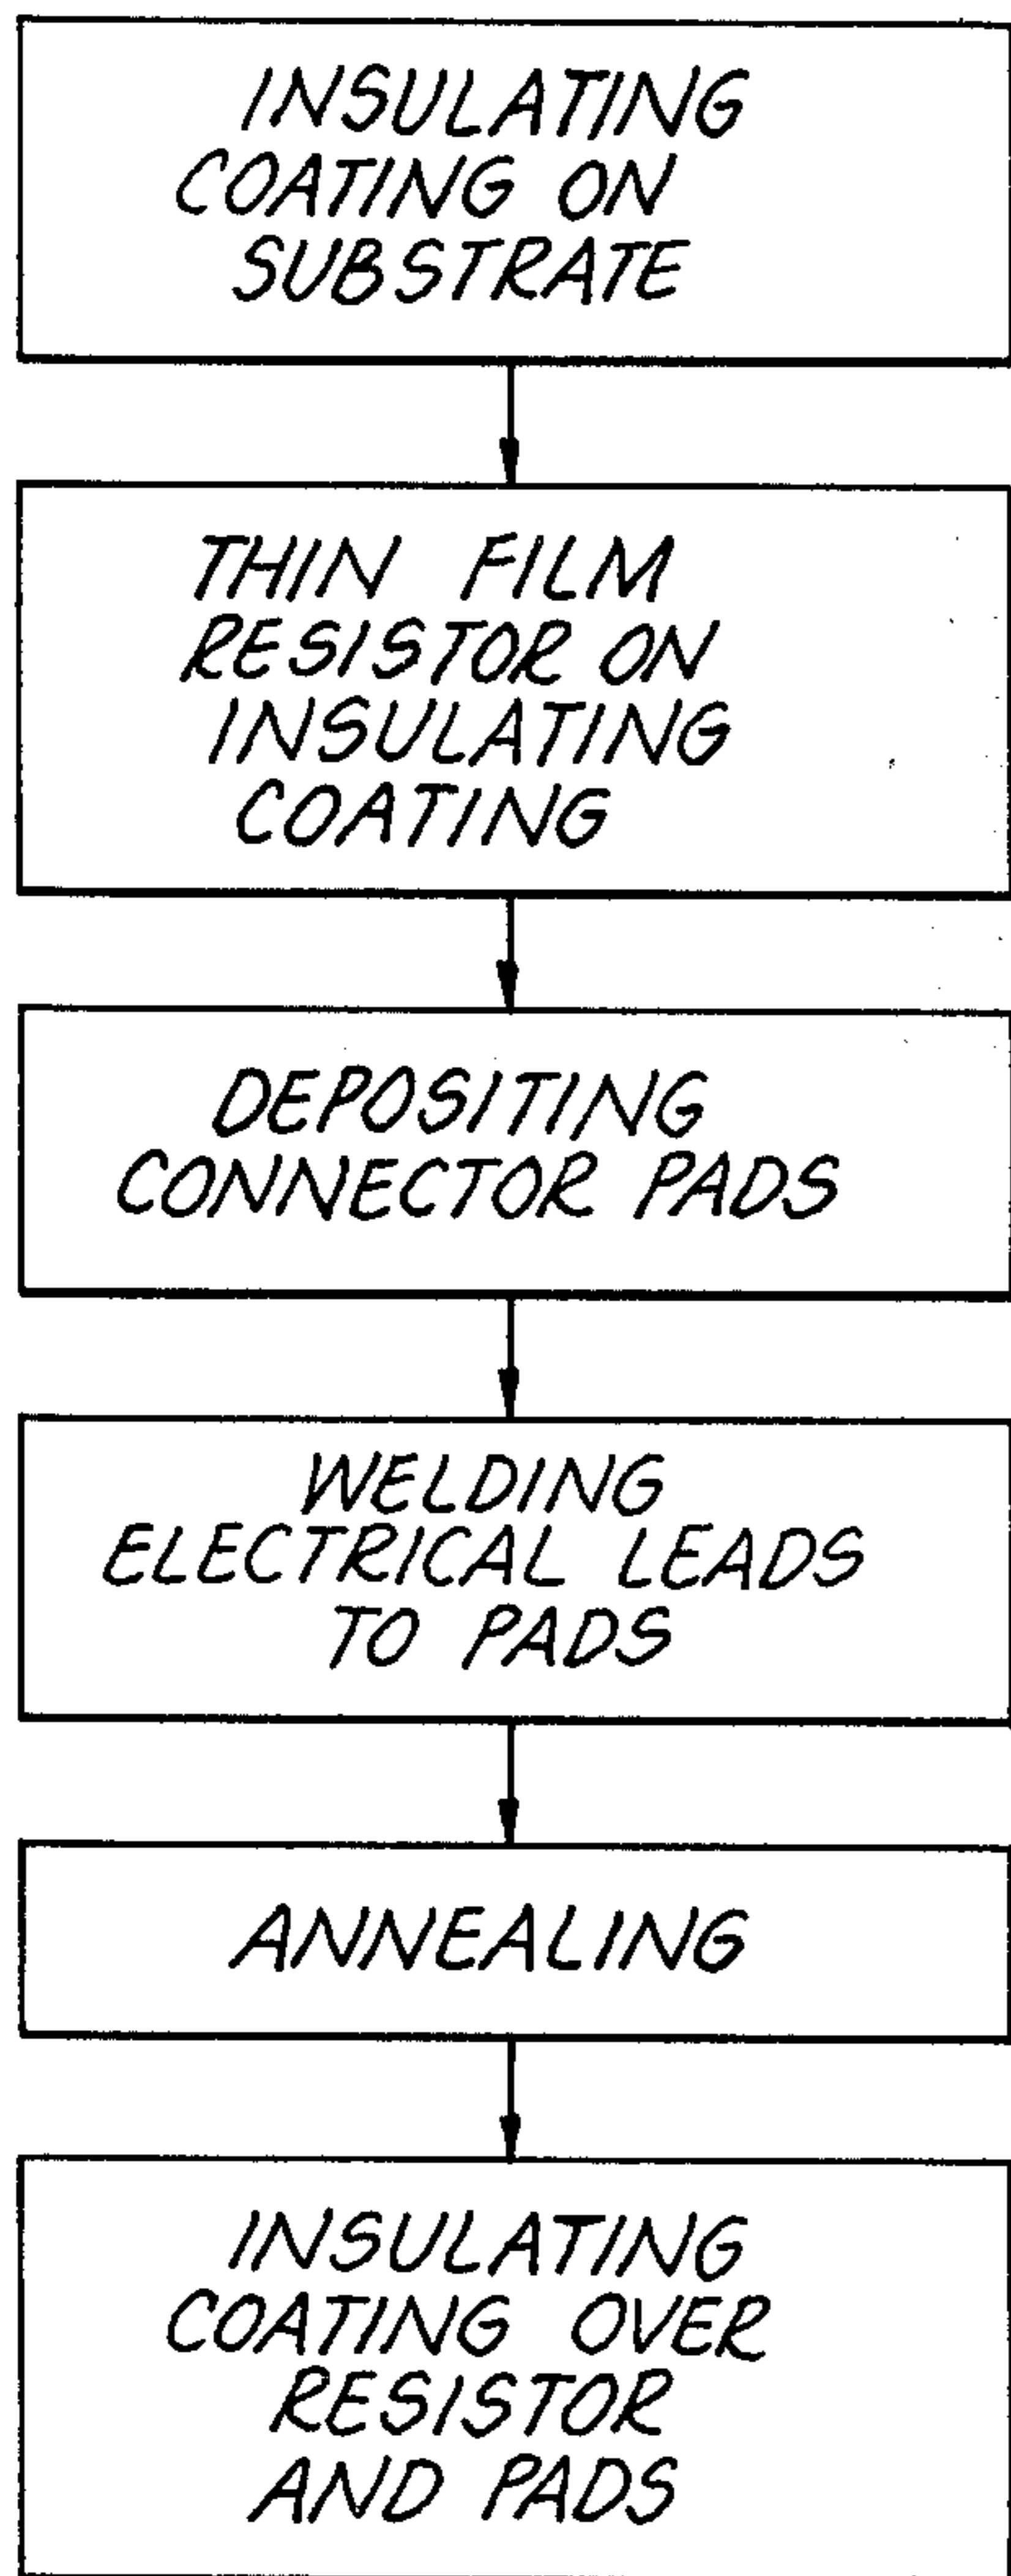 INSULATING
COATING ON
SUBSTRATE
THIN FILM
RESISTOR ON
INSULATING
COATING
DEPOSITING
CONNECTOR PADS
WELDING
ELECTRICAL LEADS
TO PADS
ANNEALING
INSULATING
COATING OVER
RESISTOR
AND PADS